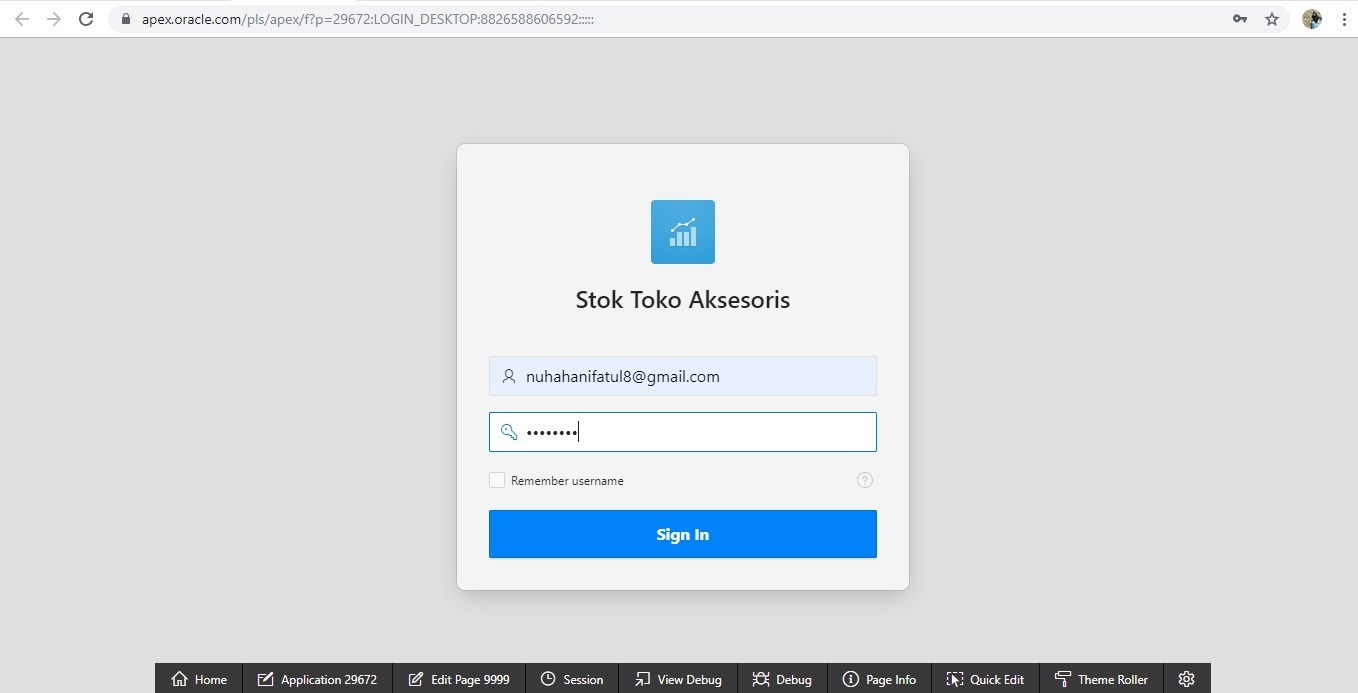 apex.oracle.com/pls/apex/f?p=29672:LOGIN_DESKTOP:8826588606592:::::
Stok Toko Aksesoris
nuhahanifatul8@gmail.com
••••••••
Remember username ?
Sign In
Home Application 29672 Edit Page 9999 Session View Debug Debug Page Info Quick Edit Theme Roller